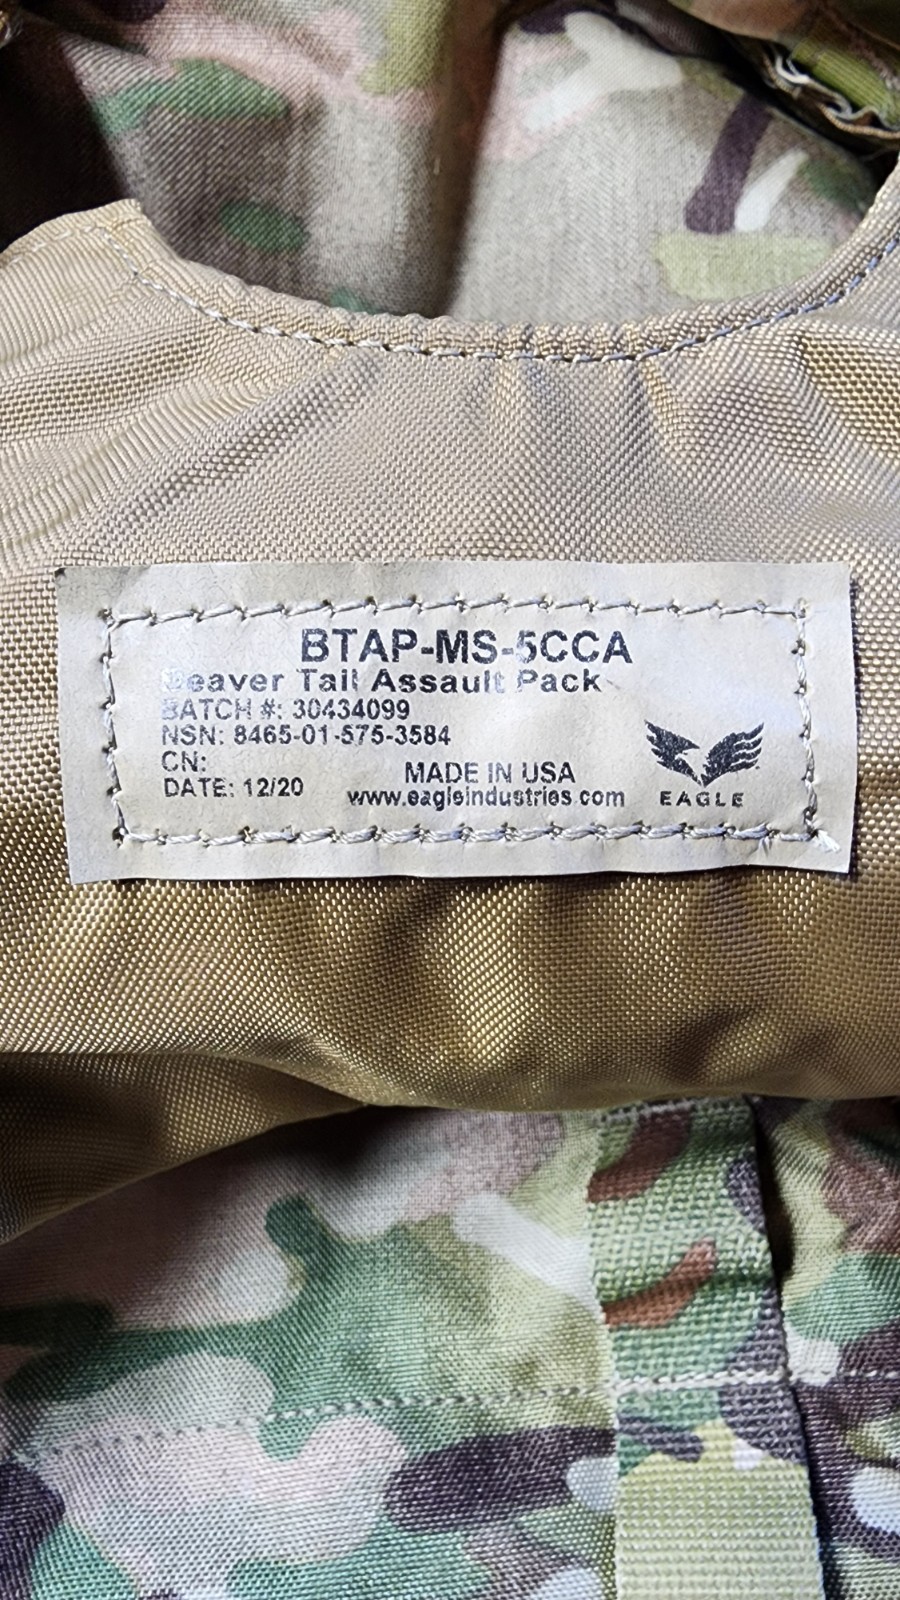 BTAP-MS-5CCA
Beaver Tail Assault Pack
BATCH #: 30434099
NSN: 8465-01-575-3584
CN:
DATE: 12/20
MADE IN USA
www.eagleindustries.com
EAGLE